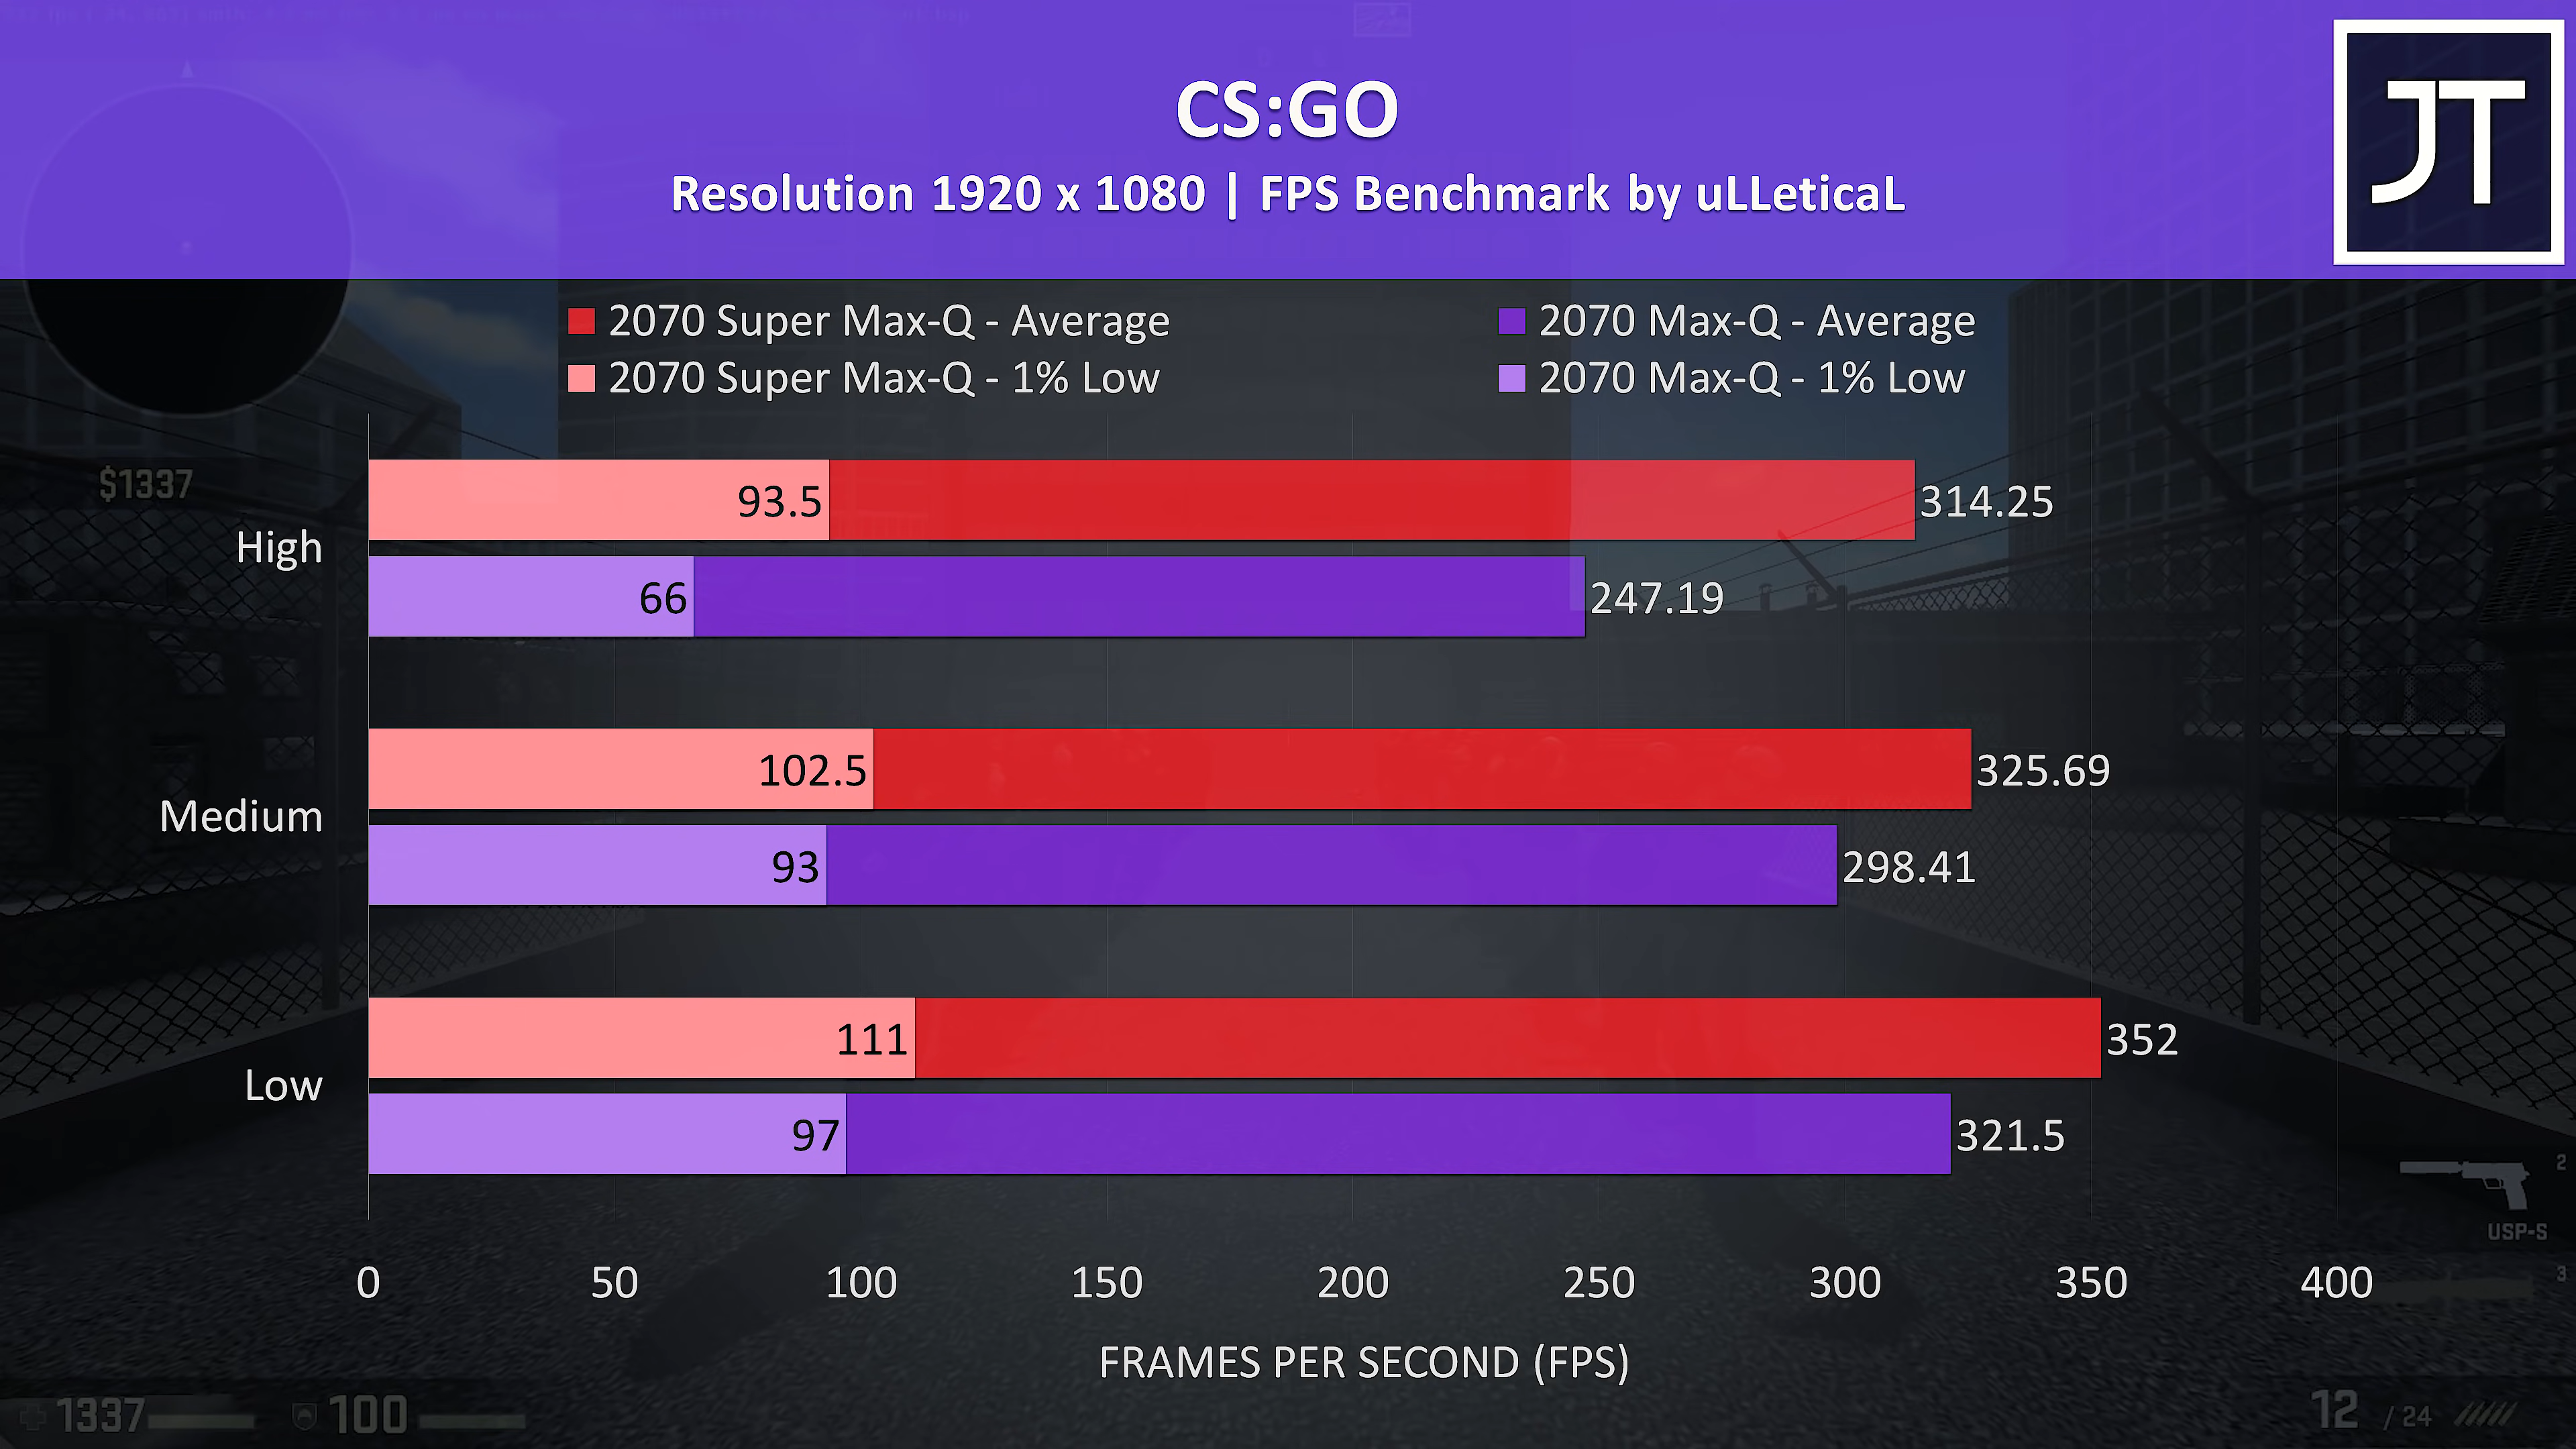 CS:GO
Resolution 1920 x 1080 | FPS Benchmark by uLLeticaL
JT
2070 Super Max-Q - Average
2070 Max-Q - Average
2070 Super Max-Q - 1% Low
2070 Max-Q - 1% Low
$1337
High
93.5
314.25
66
247.19
Medium
102.5
325.69
93
298.41
Low
111
352
97
321.5
2
USP-S
3
0
50
100
150
200
250
300
350
400
FRAMES PER SECOND (FPS)
1337
100
12 / 24